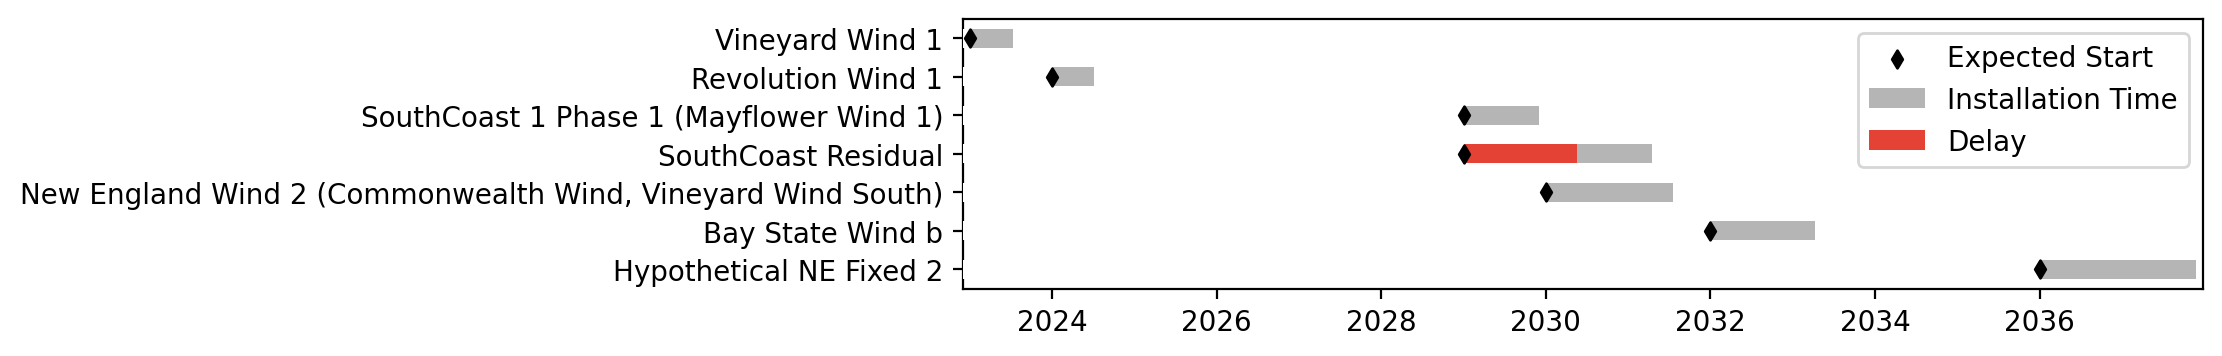 Vineyard Wind 1
Revolution Wind 1
SouthCoast 1 Phase 1 (Mayflower Wind 1)
SouthCoast Residual
New England Wind 2 (Commonwealth Wind, Vineyard Wind South)
Bay State Wind b
Hypothetical NE Fixed 2
Expected Start
Installation Time
Delay
2024 2026 2028 2030 2032 2034 2036